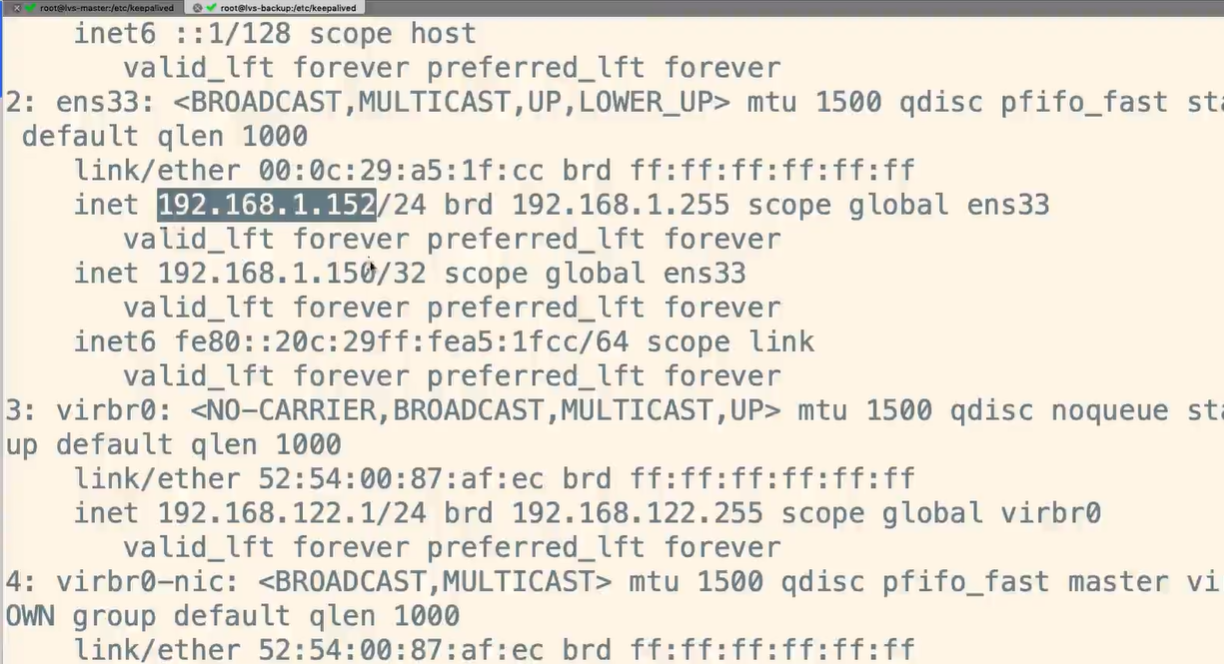 root@lvs-master:/etc/keepalived root@lvs-backup:/etc/keepalived
inet6 ::1/128 scope host
valid_lft forever preferred_lft forever
2: ens33: <BROADCAST,MULTICAST,UP,LOWER_UP> mtu 1500 qdisc pfifo_fast sta
default qlen 1000
link/ether 00:0c:29:a5:1f:cc brd ff:ff:ff:ff:ff:ff
inet 192.168.1.152/24 brd 192.168.1.255 scope global ens33
valid_lft forever preferred_lft forever
inet 192.168.1.150/32 scope global ens33
valid_lft forever preferred_lft forever
inet6 fe80::20c:29ff:fea5:1fcc/64 scope link
valid_lft forever preferred_lft forever
3: virbr0: <NO-CARRIER,BROADCAST,MULTICAST,UP> mtu 1500 qdisc noqueue sta
up default qlen 1000
link/ether 52:54:00:87:af:ec brd ff:ff:ff:ff:ff:ff
inet 192.168.122.1/24 brd 192.168.122.255 scope global virbr0
valid_lft forever preferred_lft forever
4: virbr0-nic: <BROADCAST,MULTICAST> mtu 1500 qdisc pfifo_fast master vi
OWN group default qlen 1000
link/ether 52:54:00:87:af:ec brd ff:ff:ff:ff:ff:ff